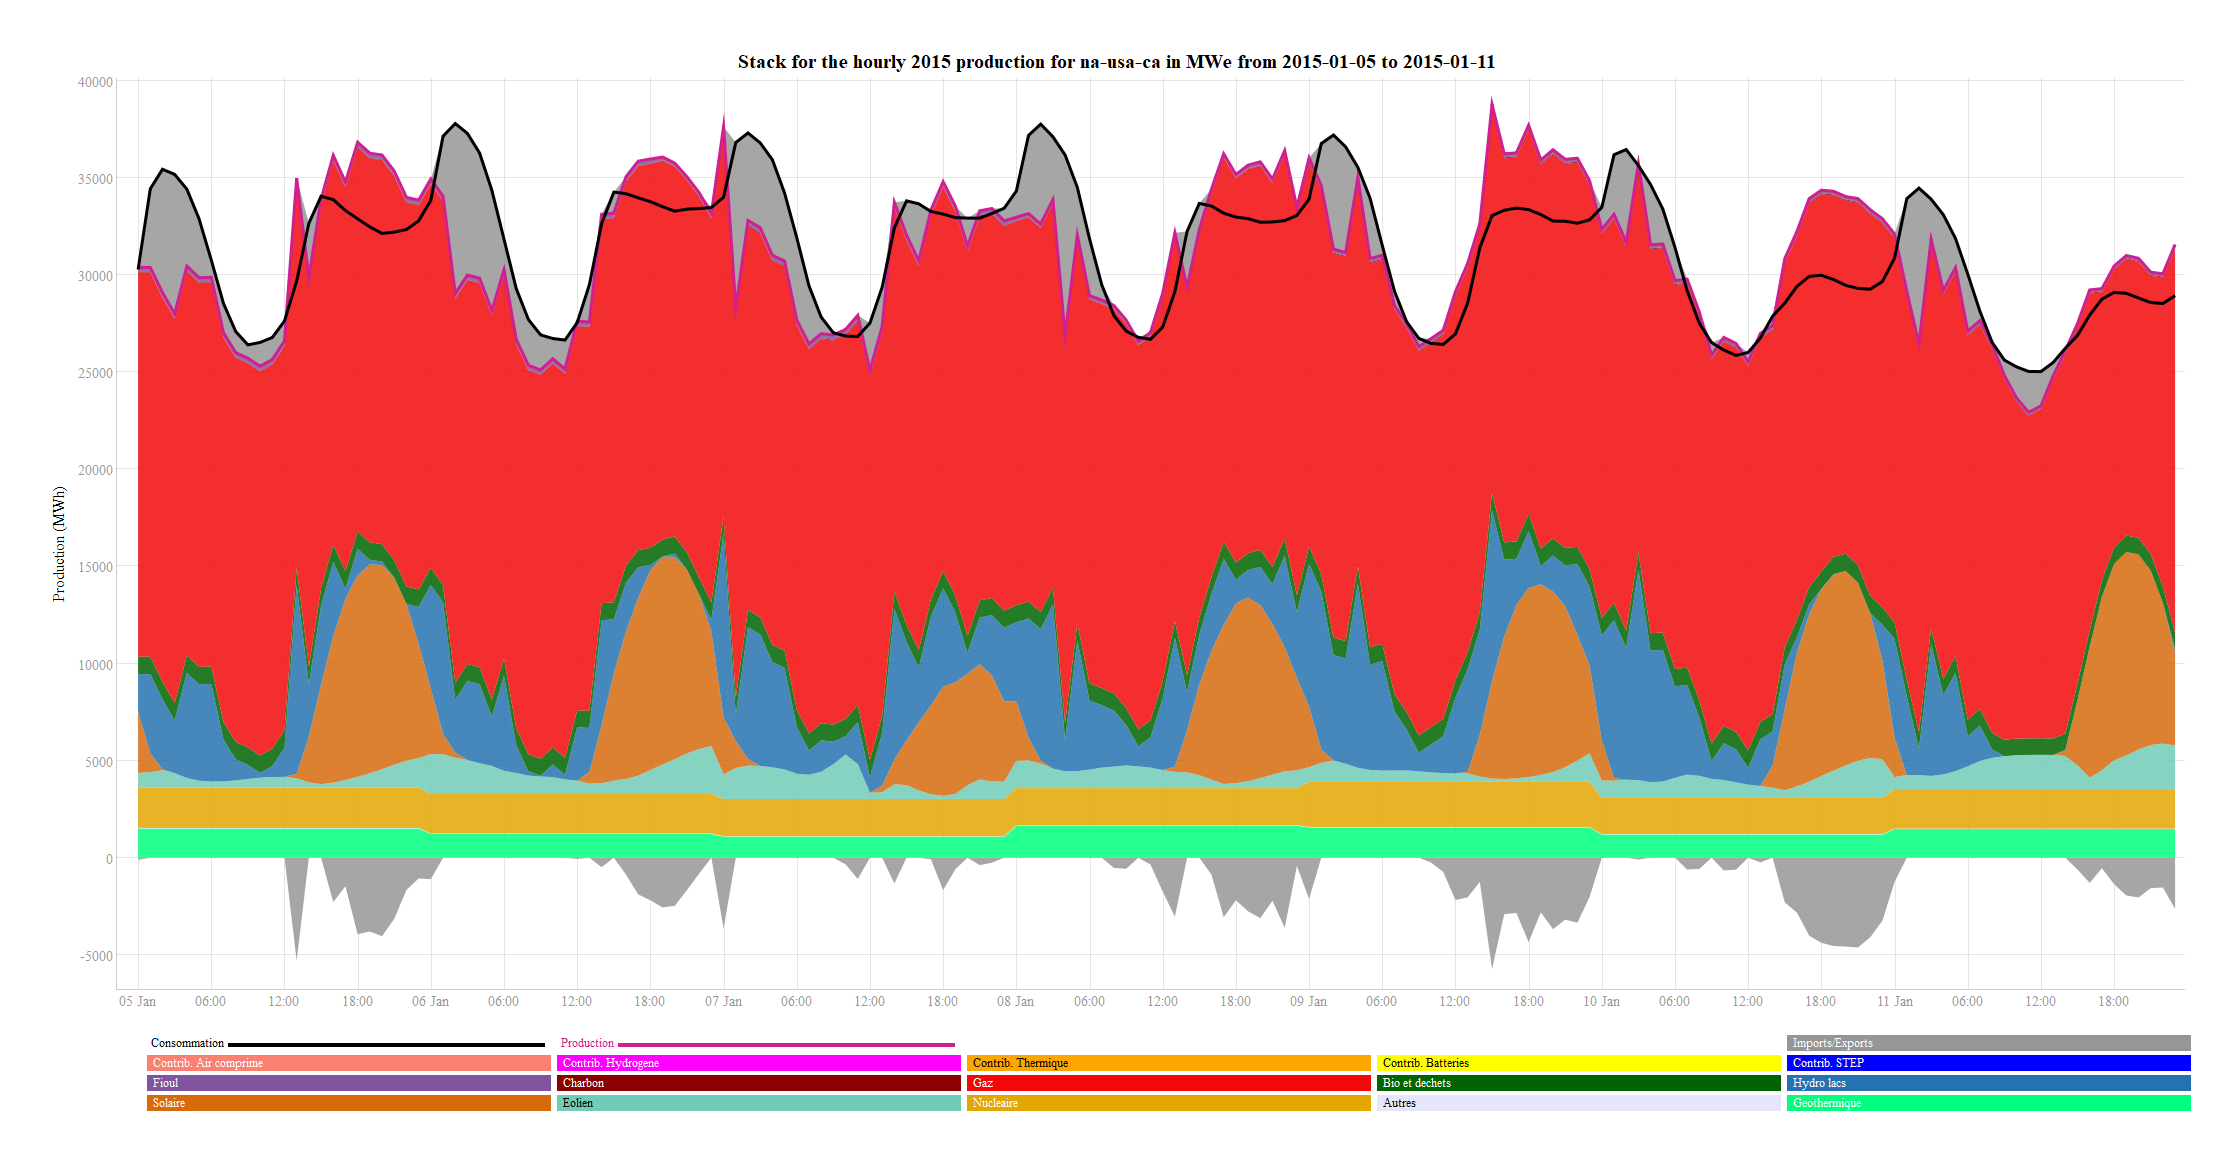 Stack for the hourly 2015 production for na-usa-ca in MWe from 2015-01-05 to 2015-01-11
40000
35000
30000
25000
20000
15000
10000
5000
0
-5000
Production (MWh)
05 Jan 06:00 12:00 18:00 06 Jan 06:00 12:00 18:00 07 Jan 06:00 12:00 18:00 08 Jan 06:00 12:00 18:00 09 Jan 06:00 12:00 18:00 10 Jan 06:00 12:00 18:00 11 Jan 06:00 12:00 18:00
Consommation Production Imports/Exports
Contrib. Air comprime Contrib. Hydrogene Contrib. Thermique Contrib. Batteries Contrib. STEP
Fioul Charbon Gaz Bio et dechets Hydro lacs
Solaire Eolien Nucleaire Autres Geothermique